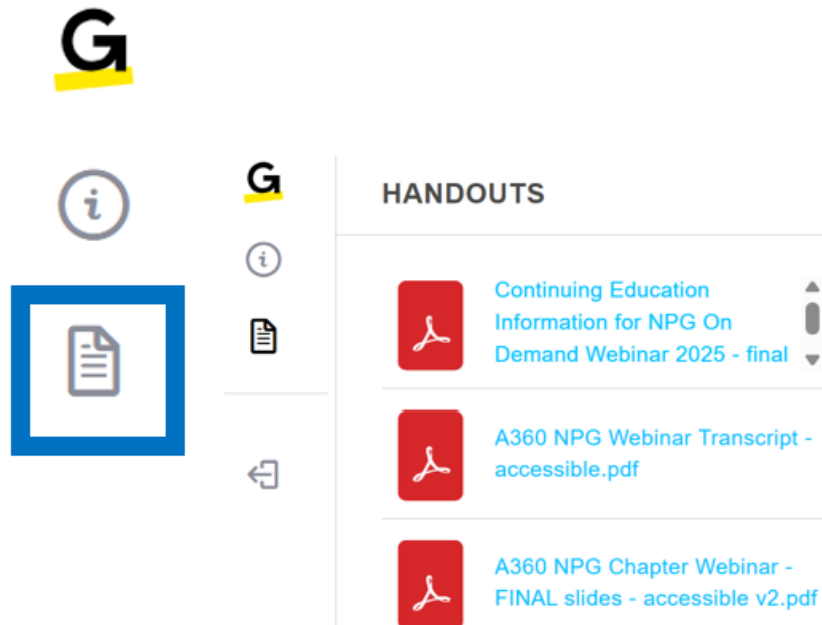 G
i
G
HANDOUTS
i
Continuing Education
Information for NPG On
Demand Webinar 2025 - final
A360 NPG Webinar Transcript -
accessible.pdf
A360 NPG Chapter Webinar -
FINAL slides - accessible v2.pdf